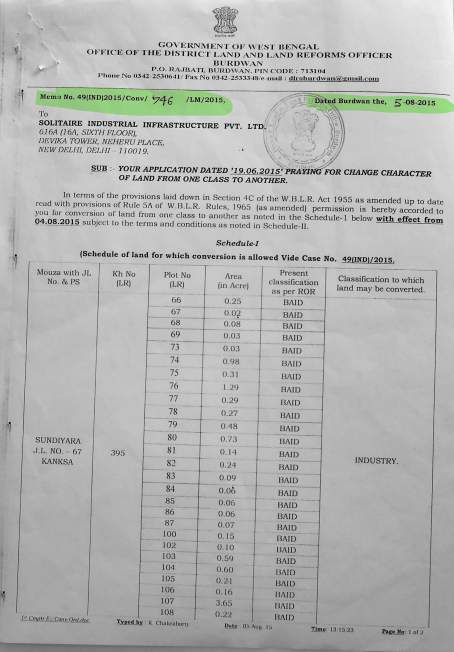 GOVERNMENT OF WEST BENGAL
OFFICE OF THE DISTRICT LAND AND LAND REFORMS OFFICER
BURDWAN
P.O. RAJBATI, BURDWAN, PIN CODE : 713104
Phone No 0342-2530641/ Fax No 0342-2533348/e-mail : dlroburdwan@gmail.com
Memo No. 49(IND)2015/Conv/ 746 /LM/2015, Dated Burdwan the, 5-08-2015
To
SOLITAIRE INDUSTRIAL INFRASTRUCTURE PVT. LTD.
616A (16A, SIXTH FLOOR),
DEVIKA TOWER, NEHERU PLACE,
NEW DELHI, DELHI – 110019.
SUB :- YOUR APPLICATION DATED '19.06.2015' PRAYING FOR CHANGE CHARACTER
OF LAND FROM ONE CLASS TO ANOTHER.
In terms of the provisions laid down in Section 4C of the W.B.L.R. Act 1955 as amended up to date
read with provisions of Rule 5A of W.B.L.R. Rules, 1965 (as amended) permission is hereby accorded to
you for conversion of land from one class to another as noted in the Schedule-1 below with effect from
04.08.2015 subject to the terms and conditions as noted in Schedule-II.
Schedule-I
(Schedule of land for which conversion is allowed Vide Case No. 49(IND)/2015.
Mouza with JL No. & PS Kh No (LR) Plot No (LR) Area (in Acre) Present classification as per ROR Classification to which land may be converted.
66 0.25 BAID
67 0.02 BAID
68 0.08 BAID
69 0.03 BAID
73 0.03 BAID
74 0.98 BAID
75 0.31 BAID
76 1.29 BAID
77 0.29 BAID
78 0.27 BAID
79 0.48 BAID
SUNDIYARA
J.L. NO. – 67
KANKSA
395
80 0.73 BAID
81 0.14 BAID
82 0.24 BAID
83 0.09 BAID
84 0.06 BAID
85 0.06 BAID
86 0.06 BAID
87 0.07 BAID
100 0.15 BAID
102 0.10 BAID
103 0.59 BAID
104 0.60 BAID
105 0.21 BAID
106 0.16 BAID
107 3.65 BAID
108 0.22 BAID
INDUSTRY.
Typed by : K. Chakraborty Date : 05 Aug. 15 Time: 13:15:23 Page No: 1 of 2